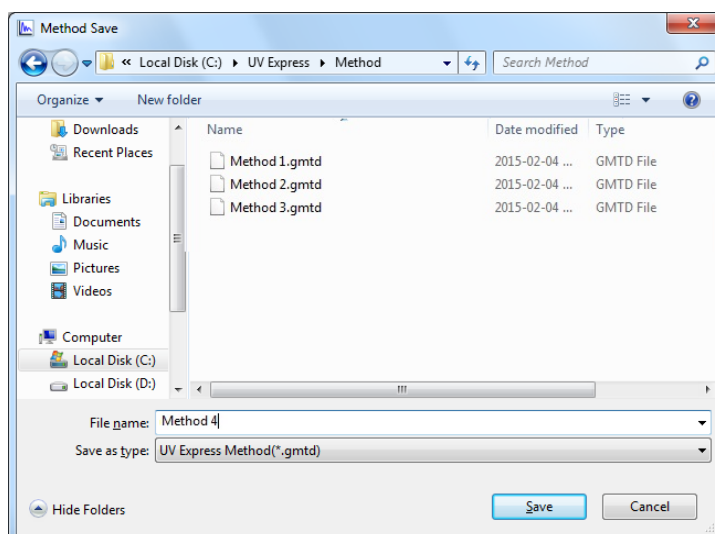 Method Save
« Local Disk (C:) UV Express Method
Search Method
Organize New folder
Name Date modified Type
Downloads
Recent Places
Libraries
Documents
Music
Pictures
Videos
Computer
Local Disk (C:)
Local Disk (D:)
Method 1.gmtd 2015-02-04 ... GMTD File
Method 2.gmtd 2015-02-04 ... GMTD File
Method 3.gmtd 2015-02-04 ... GMTD File
File name: Method 4
Save as type: UV Express Method(*.gmtd)
Hide Folders Save Cancel